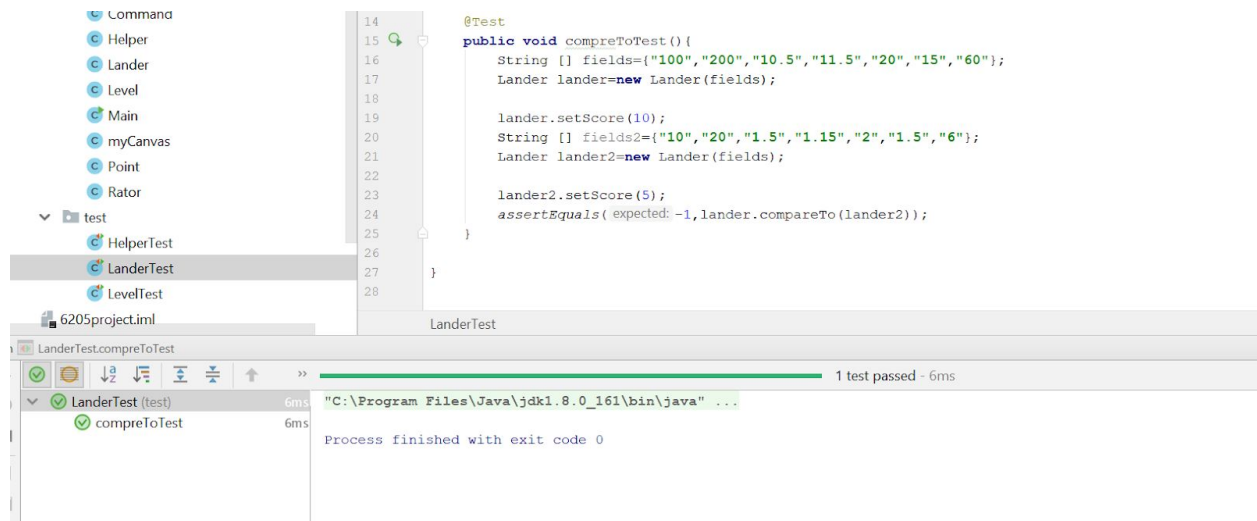 Command
Helper
Lander
Level
Main
myCanvas
Point
Rator
test
HelperTest
LanderTest
LevelTest
6205project.iml
14 @Test
15 public void compreToTest(){
16 String [] fields={"100","200","10.5","11.5","20","15","60"};
17 Lander lander=new Lander(fields);
18
19 lander.setScore(10);
20 String [] fields2={"10","20","1.5","1.15","2","1.5","6"};
21 Lander lander2=new Lander(fields);
22
23 lander2.setScore(5);
24 assertEquals( expected: -1,lander.compareTo(lander2));
25 }
26
27 }
28
LanderTest
LanderTest.compreToTest
1 test passed - 6ms
LanderTest (test) 6ms
compreToTest 6ms
"C:\Program Files\Java\jdk1.8.0_161\bin\java" ...
Process finished with exit code 0